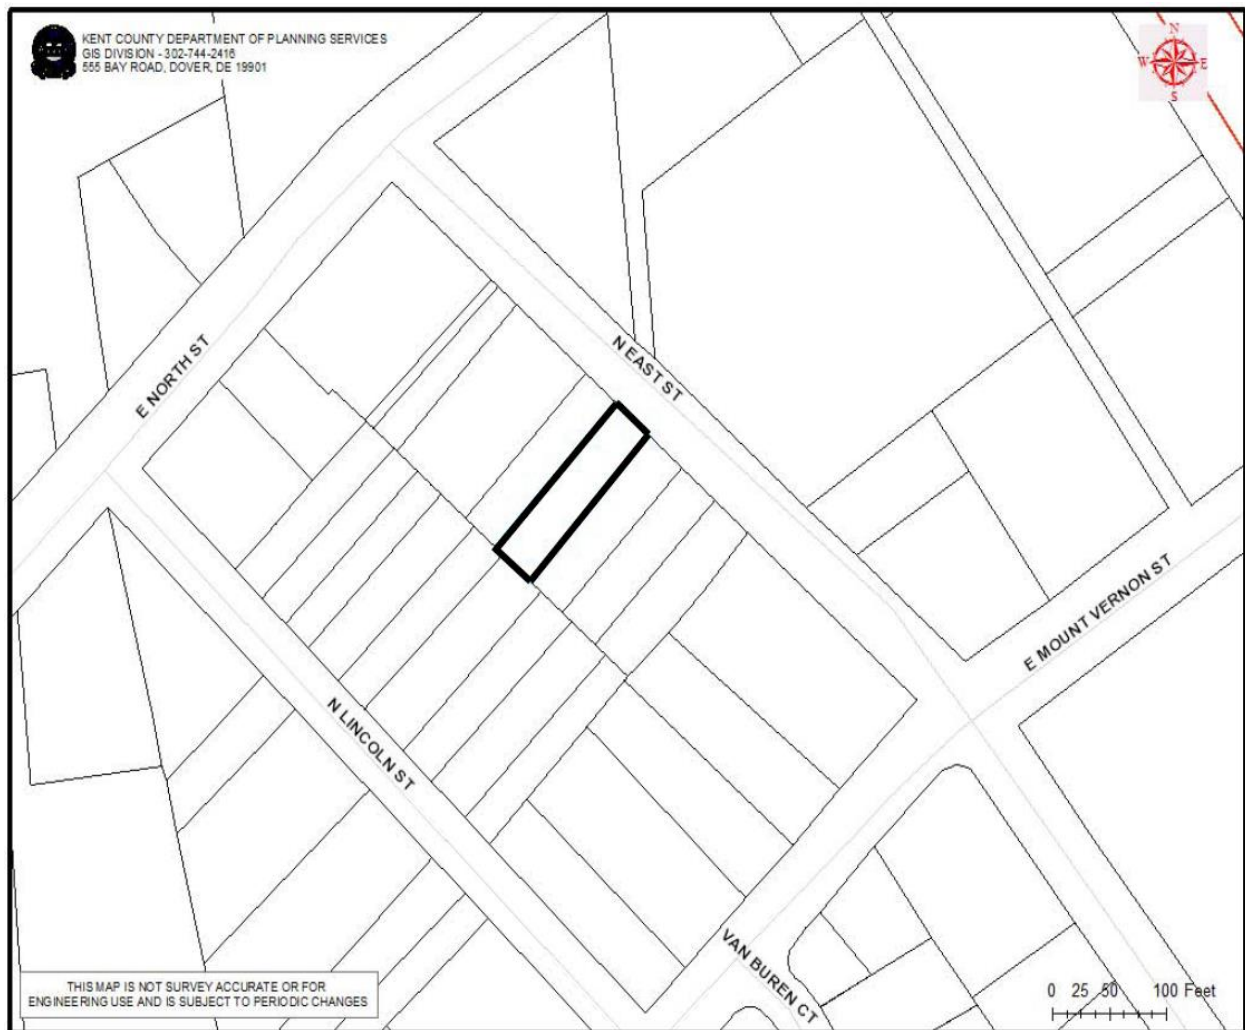 KENT COUNTY DEPARTMENT OF PLANNING SERVICES
GIS DIVISION - 302-744-2416
555 BAY ROAD, DOVER, DE 19901
N
W E
S
E NORTH ST
N EAST ST
E MOUNT VERNON ST
N LINCOLN ST
VAN BUREN CT
THIS MAP IS NOT SURVEY ACCURATE OR FOR
ENGINEERING USE AND IS SUBJECT TO PERIODIC CHANGES
0 25 50 100 Feet